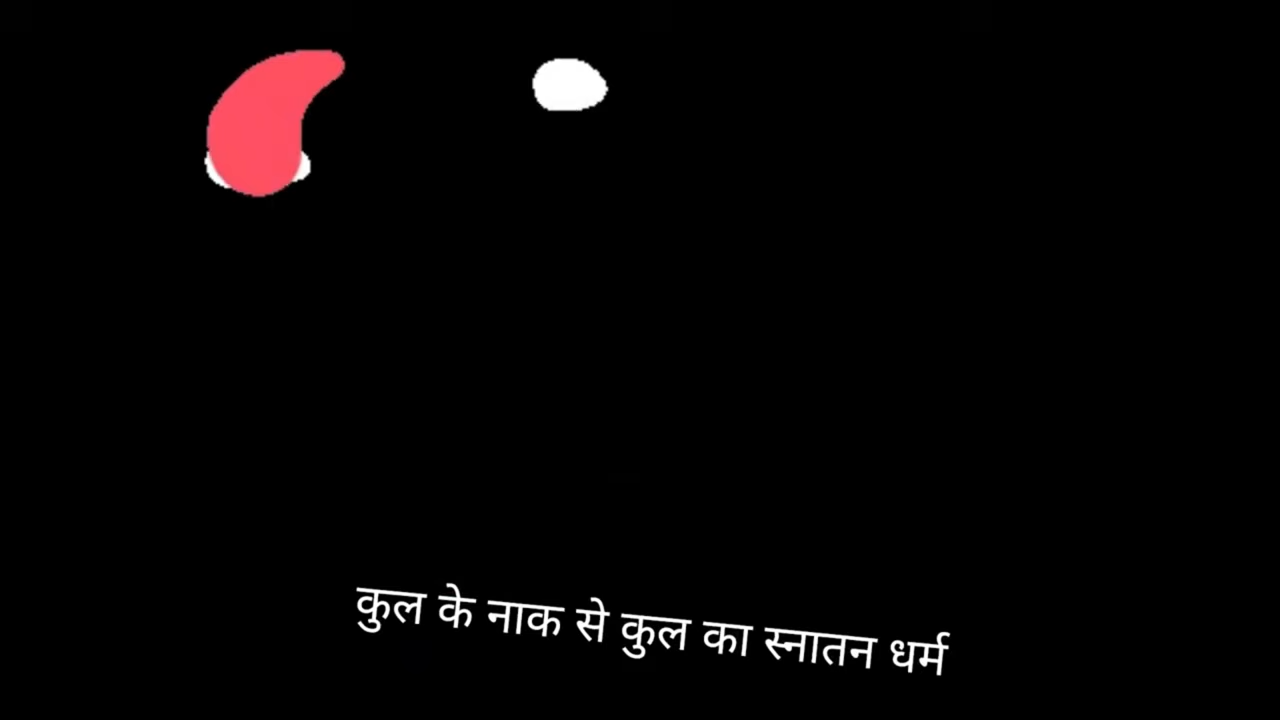 कुल के नाक से कुल का स्नातन धर्म